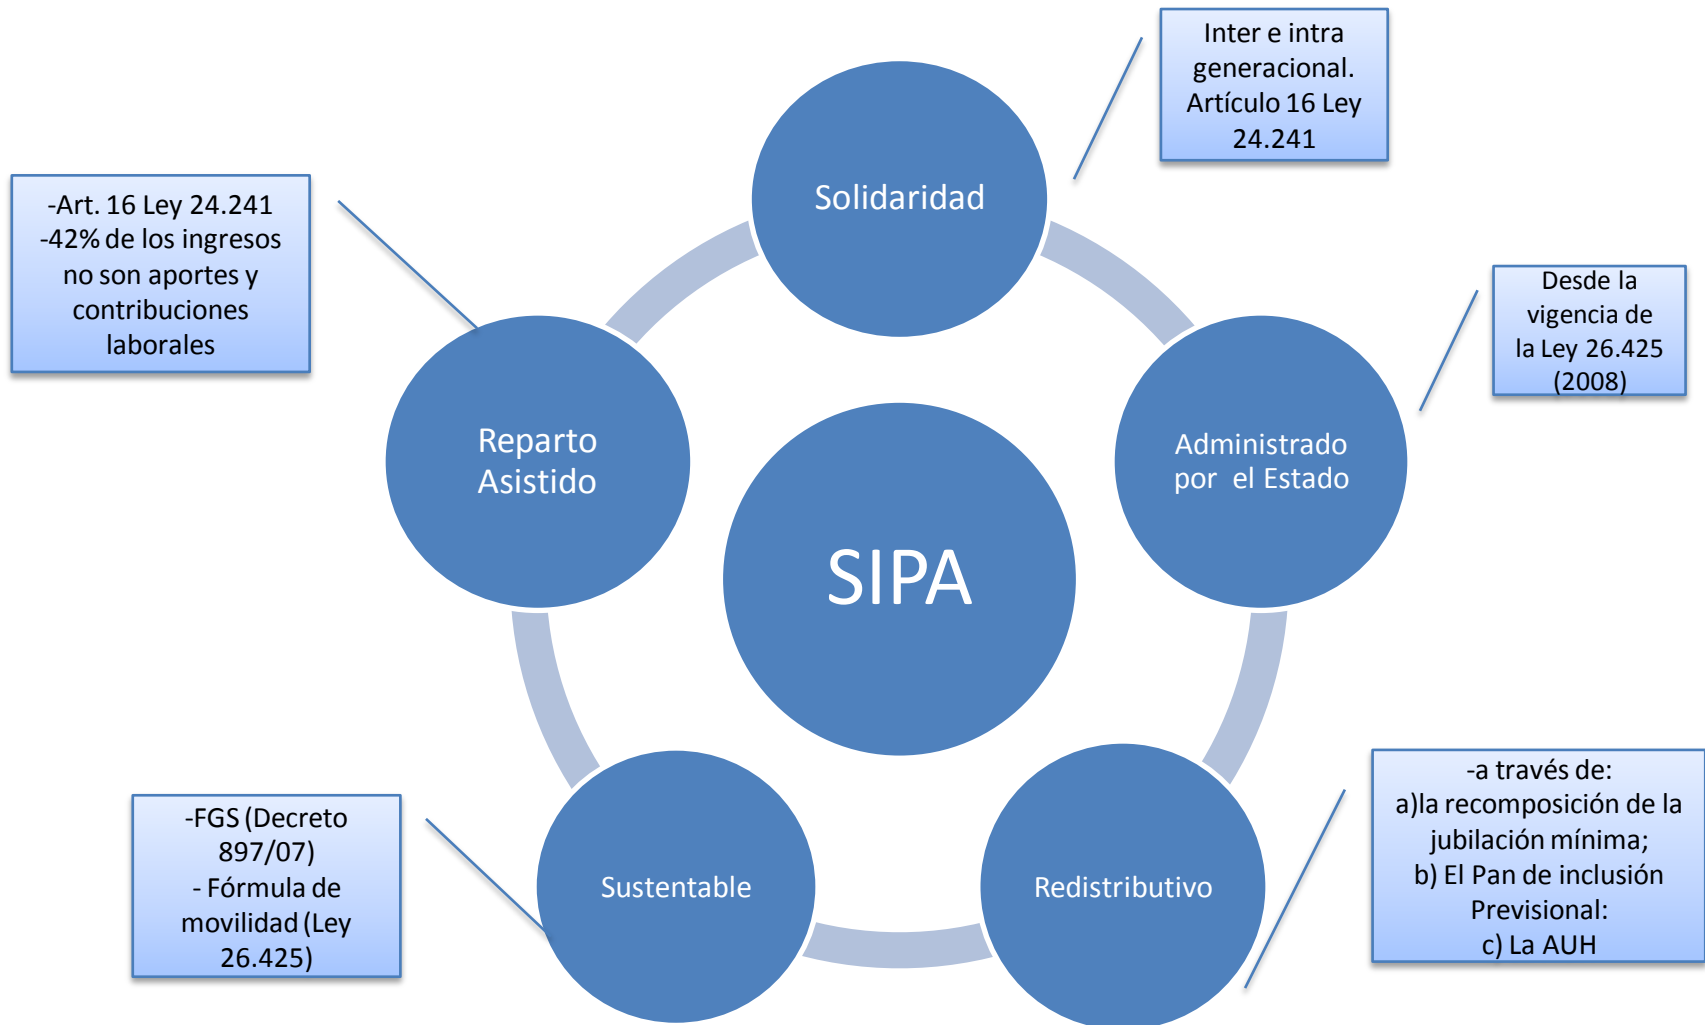 Inter e intra
generacional.
Artículo 16 Ley
24.241
Solidaridad
-Art. 16 Ley 24.241
-42% de los ingresos
no son aportes y
contribuciones
laborales
Desde la
vigencia de
la Ley 26.425
(2008)
Reparto
Asistido
Administrado
por el Estado
SIPA
-FGS (Decreto
897/07)
- Fórmula de
movilidad (Ley
26.425)
Sustentable
Redistributivo
-a través de:
a)la recomposición de la
jubilación mínima;
b) El Pan de inclusión
Previsional:
c) La AUH